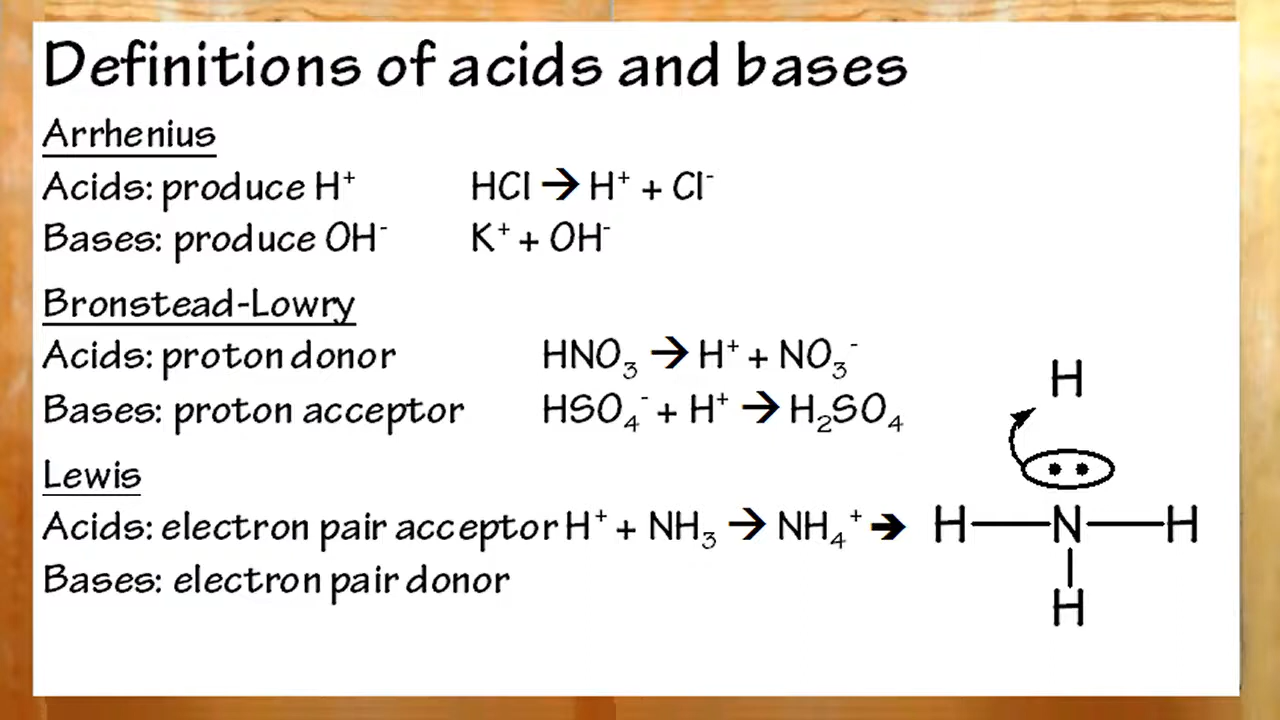 Definitions of acids and bases
Arrhenius
Acids: produce H⁺ HCl → H⁺ + Cl⁻
Bases: produce OH⁻ K⁺ + OH⁻
Bronstead-Lowry
Acids: proton donor HNO₃ → H⁺ + NO₃⁻
Bases: proton acceptor HSO₄⁻ + H⁺ → H₂SO₄
Lewis
Acids: electron pair acceptor H⁺ + NH₃ → NH₄⁺ →
Bases: electron pair donor
H
H N H
H